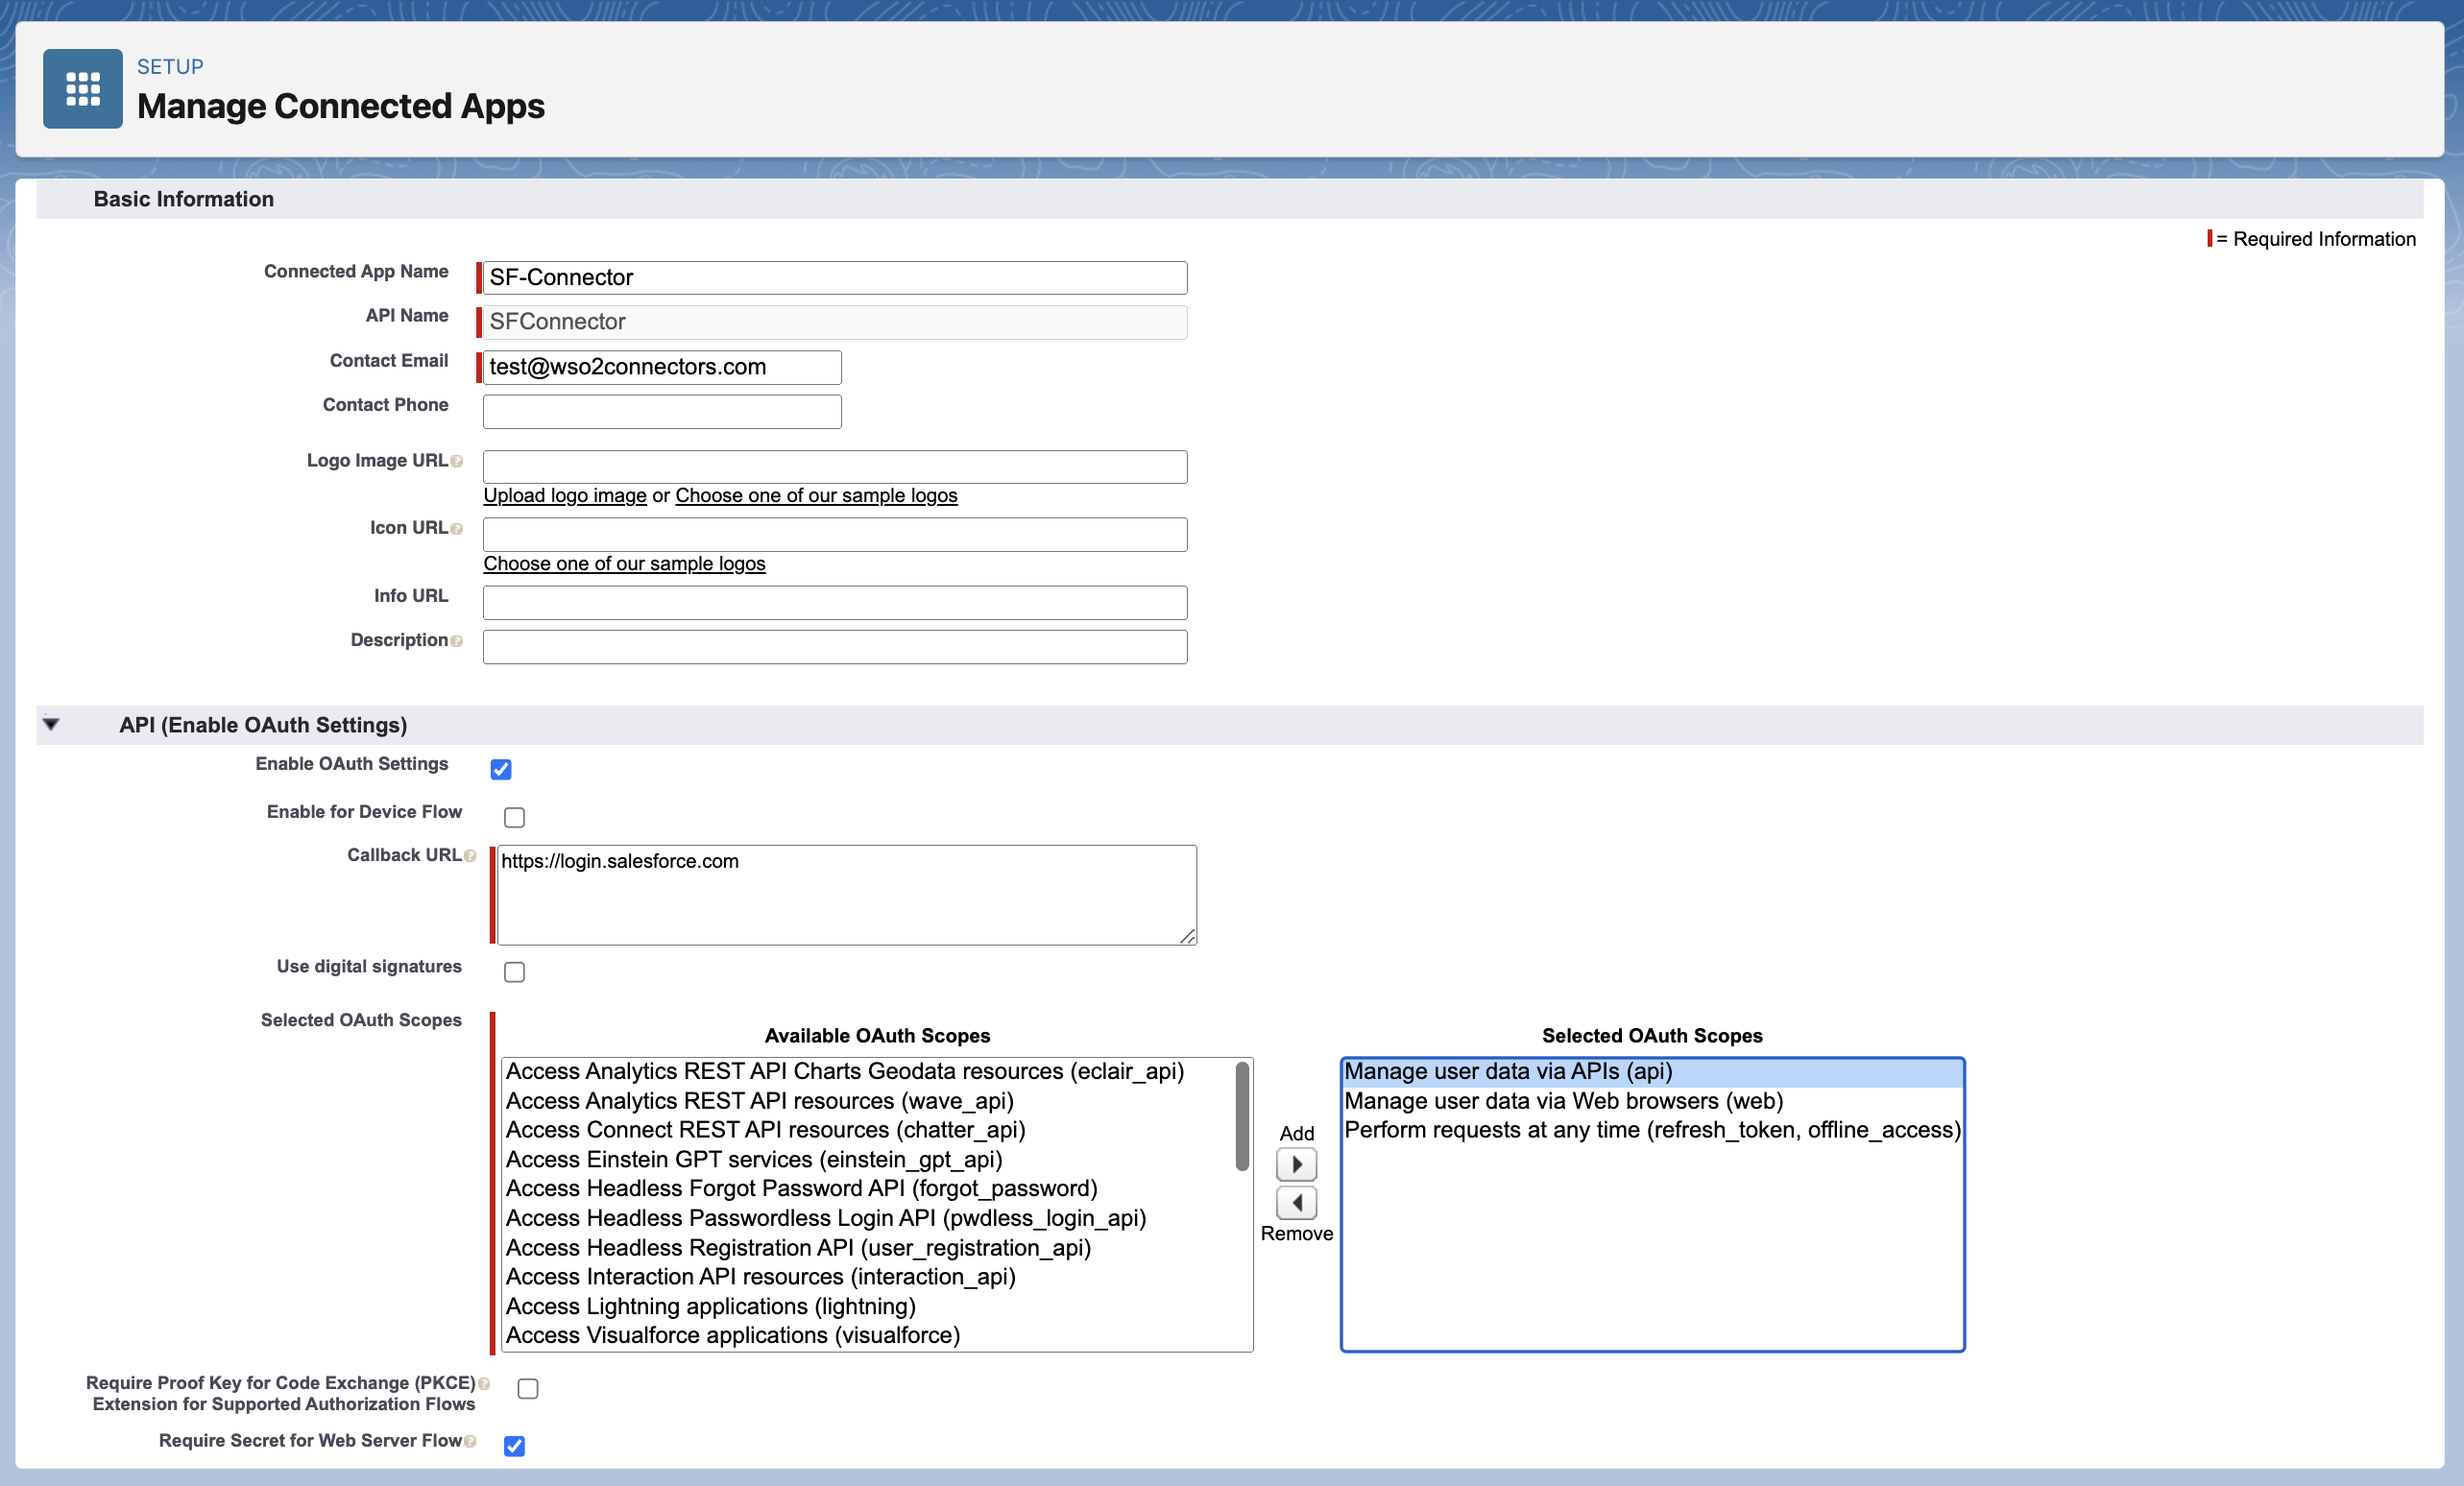 SETUP
Manage Connected Apps
Basic Information
= Required Information
Connected App Name
SF-Connector
API Name
SFConnector
Contact Email
test@wso2connectors.com
Contact Phone
Logo Image URL
Upload logo image or Choose one of our sample logos
Icon URL
Choose one of our sample logos
Info URL
Description
API (Enable OAuth Settings)
Enable OAuth Settings
Enable for Device Flow
Callback URL
https://login.salesforce.com
Use digital signatures
Selected OAuth Scopes
Available OAuth Scopes
Access Analytics REST API Charts Geodata resources (eclair_api)
Access Analytics REST API resources (wave_api)
Access Connect REST API resources (chatter_api)
Access Einstein GPT services (einstein_gpt_api)
Access Headless Forgot Password API (forgot_password)
Access Headless Passwordless Login API (pwdless_login_api)
Access Headless Registration API (user_registration_api)
Access Interaction API resources (interaction_api)
Access Lightning applications (lightning)
Access Visualforce applications (visualforce)
Add
Remove
Selected OAuth Scopes
Manage user data via APIs (api)
Manage user data via Web browsers (web)
Perform requests at any time (refresh_token, offline_access)
Require Proof Key for Code Exchange (PKCE)
Extension for Supported Authorization Flows
Require Secret for Web Server Flow